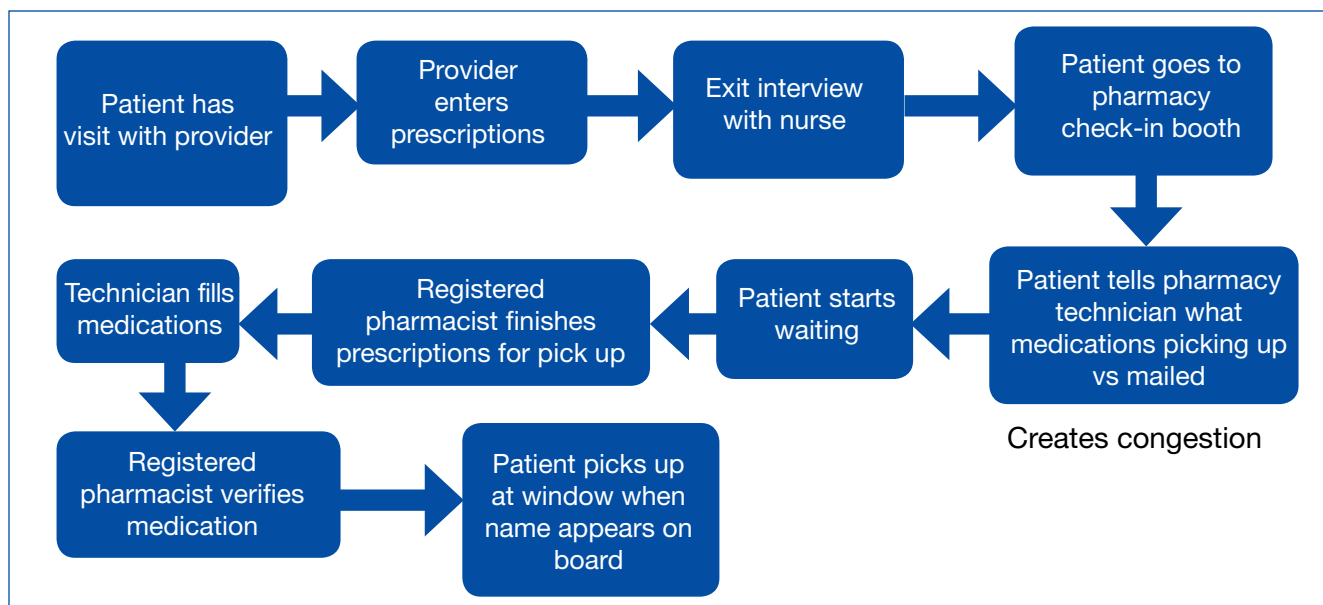 Patient has
visit with provider
Provider
enters
prescriptions
Exit interview
with nurse
Patient goes to
pharmacy
check-in booth
Patient tells pharmacy
technician what
medications picking up
vs mailed
Creates congestion
Patient starts
waiting
Registered
pharmacist finishes
prescriptions for pick up
Technician fills
medications
Registered
pharmacist verifies
medication
Patient picks up
at window when
name appears on
board